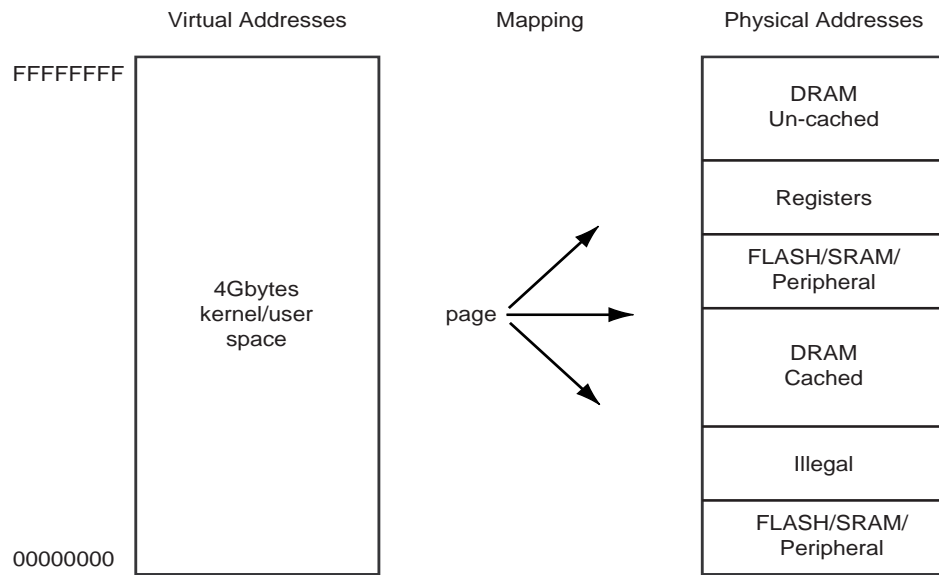 Virtual Addresses
Mapping
Physical Addresses
FFFFFFFF
DRAM
Un-cached
Registers
FLASH/SRAM/
Peripheral
4Gbytes
kernel/user
space
page
DRAM
Cached
Illegal
FLASH/SRAM/
Peripheral
00000000